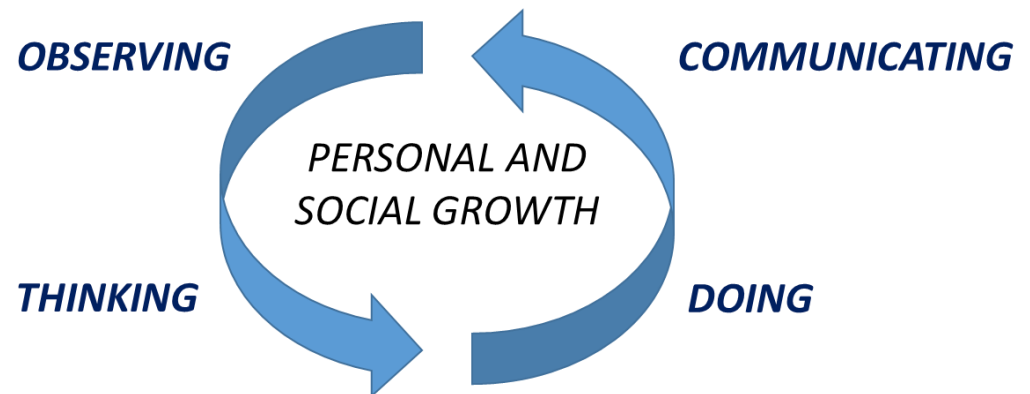 OBSERVING
COMMUNICATING
PERSONAL AND
SOCIAL GROWTH
THINKING
DOING